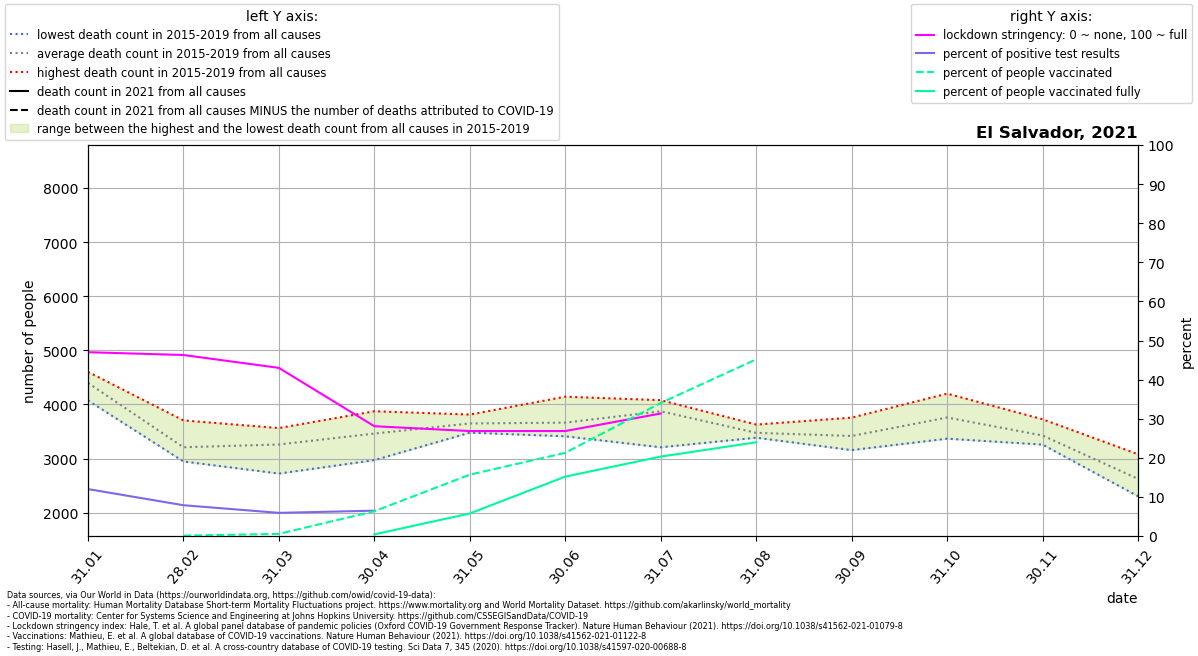 left Y axis:
lowest death count in 2015-2019 from all causes
average death count in 2015-2019 from all causes
highest death count in 2015-2019 from all causes
death count in 2021 from all causes
death count in 2021 from all causes MINUS the number of deaths attributed to COVID-19
range between the highest and the lowest death count from all causes in 2015-2019
right Y axis:
lockdown stringency: 0 ~ none, 100 ~ full
percent of positive test results
percent of people vaccinated
percent of people vaccinated fully
El Salvador, 2021
number of people
8000
7000
6000
5000
4000
3000
2000
100
90
80
70
60
50
40
30
20
10
0
percent
31.01
28.02
31.03
30.04
31.05
30.06
31.07
31.08
30.09
31.10
30.11
31.12
date
Data sources, via Our World in Data (https://ourworldindata.org, https://github.com/owid/covid-19-data):
- All-cause mortality: Human Mortality Database Short-term Mortality Fluctuations project. https://www.mortality.org and World Mortality Dataset. https://github.com/akarlinsky/world_mortality
- COVID-19 mortality: Center for Systems Science and Engineering at Johns Hopkins University. https://github.com/CSSEGISandData/COVID-19
- Lockdown stringency index: Hale, T. et al. A global panel database of pandemic policies (Oxford COVID-19 Government Response Tracker). Nature Human Behaviour (2021). https://doi.org/10.1038/s41562-021-01079-8
- Vaccinations: Mathieu, E. et al. A global database of COVID-19 vaccinations. Nature Human Behaviour (2021). https://doi.org/10.1038/s41562-021-01122-8
- Testing: Hasell, J., Mathieu, E., Beltekian, D. et al. A cross-country database of COVID-19 testing. Sci Data 7, 345 (2020). https://doi.org/10.1038/s41597-020-00688-8